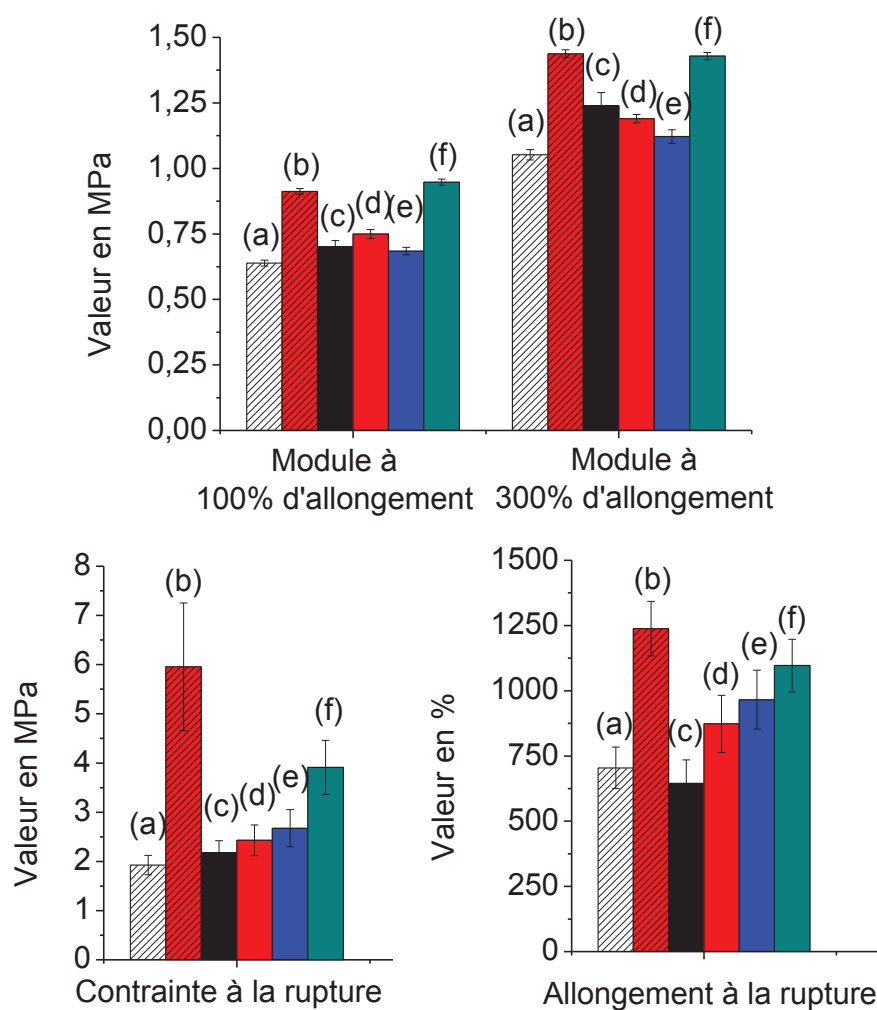 Valeur en MPa
1,50
1,25
1,00
0,75
0,50
0,25
0,00
(a)
(b)
(c)
(d)
(e)
(f)
(a)
(b)
(c)
(d)
(e)
(f)
Module à
100% d'allongement
Module à
300% d'allongement
Valeur en MPa
8
7
6
5
4
3
2
1
0
(a)
(b)
(c)
(d)
(e)
(f)
Contrainte à la rupture
Valeur en %
1500
1250
1000
750
500
250
0
(a)
(b)
(c)
(d)
(e)
(f)
Allongement à la rupture